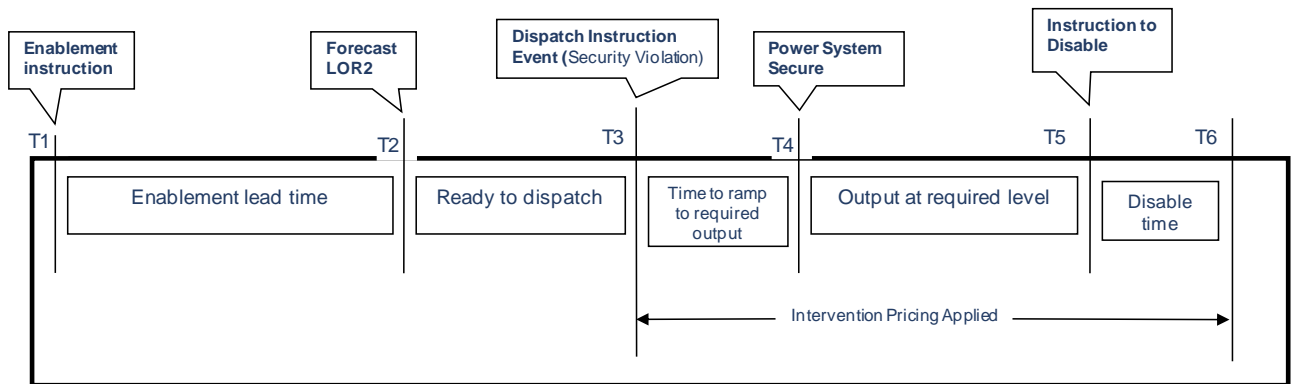 Enablement
instruction
Forecast
LOR2
Dispatch Instruction
Event (Security Violation)
Power System
Secure
Instruction to
Disable
T1
T2
T3
T4
T5
T6
Enablement lead time
Ready to dispatch
Time to ramp
to required
output
Output at required level
Disable
time
Intervention Pricing Applied